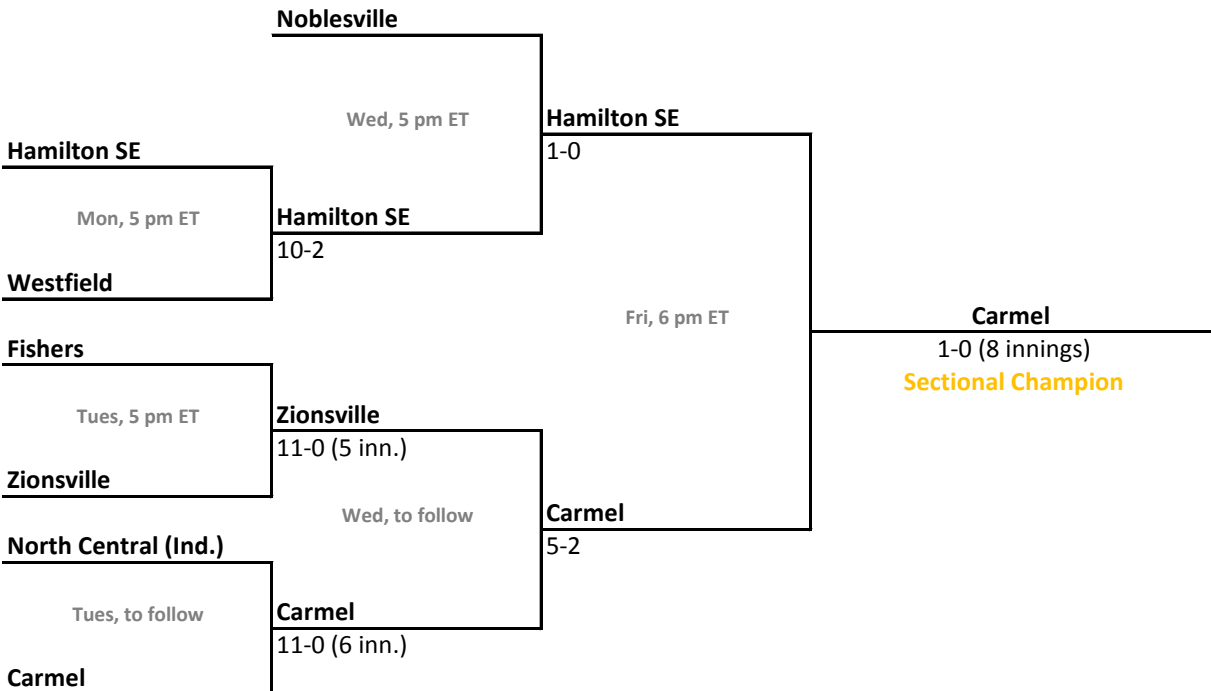 Noblesville
Wed, 5 pm ET
Hamilton SE
Hamilton SE
1-0
Mon, 5 pm ET
Hamilton SE
10-2
Westfield
Fri, 6 pm ET
Carmel
Fishers
1-0 (8 innings)
Sectional Champion
Tues, 5 pm ET
Zionsville
11-0 (5 inn.)
Zionsville
Wed, to follow
Carmel
North Central (Ind.)
5-2
Tues, to follow
Carmel
11-0 (6 inn.)
Carmel